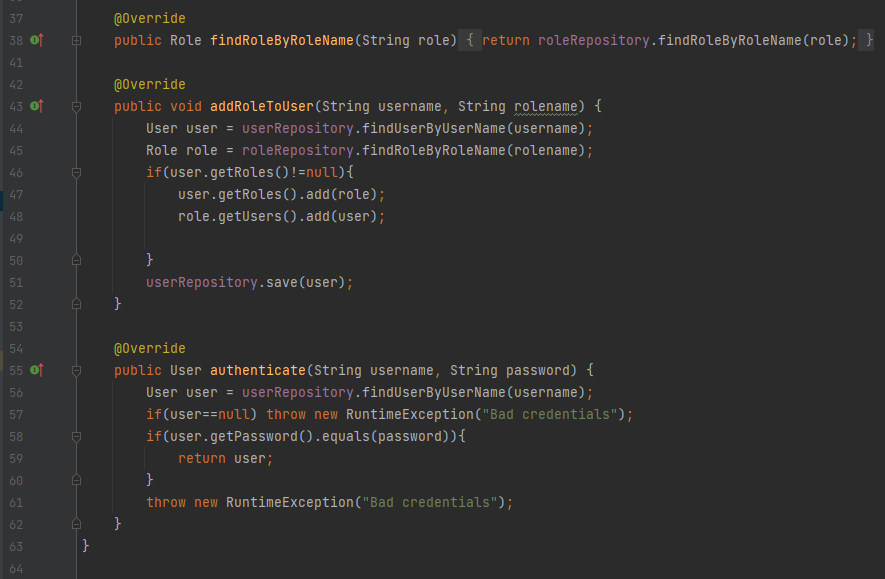 37 @Override
38 public Role findRoleByRoleName(String role) { return roleRepository.findRoleByRoleName(role); }
41
42 @Override
43 public void addRoleToUser(String username, String rolename) {
44 User user = userRepository.findUserByUserName(username);
45 Role role = roleRepository.findRoleByRoleName(rolename);
46 if(user.getRoles()!=null){
47 user.getRoles().add(role);
48 role.getUsers().add(user);
49
50 }
51 userRepository.save(user);
52 }
53
54 @Override
55 public User authenticate(String username, String password) {
56 User user = userRepository.findUserByUserName(username);
57 if(user==null) throw new RuntimeException("Bad credentials");
58 if(user.getPassword().equals(password)){
59 return user;
60 }
61 throw new RuntimeException("Bad credentials");
62 }
63 }
64